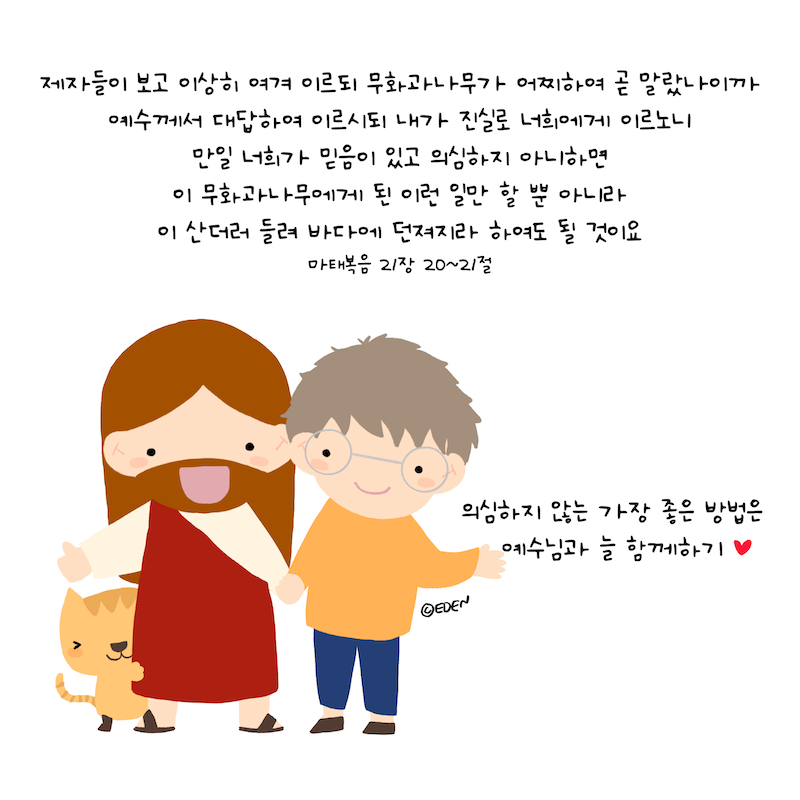 제자들이 보고 이상히 여겨 이르되 무화과나무가 어찌하여 곧 말랐나이까
예수께서 대답하여 이르시되 내가 진실로 너희에게 이르노니
만일 너희가 믿음이 있고 의심하지 아니하면
이 무화과나무에게 된 이런 일만 할 뿐 아니라
이 산더러 들려 바다에 던져지라 하여도 될 것이요
마태복음 21장 20~21절
의심하지 않는 가장 좋은 방법은
예수님과 늘 함께하기 ♥
©EDEN